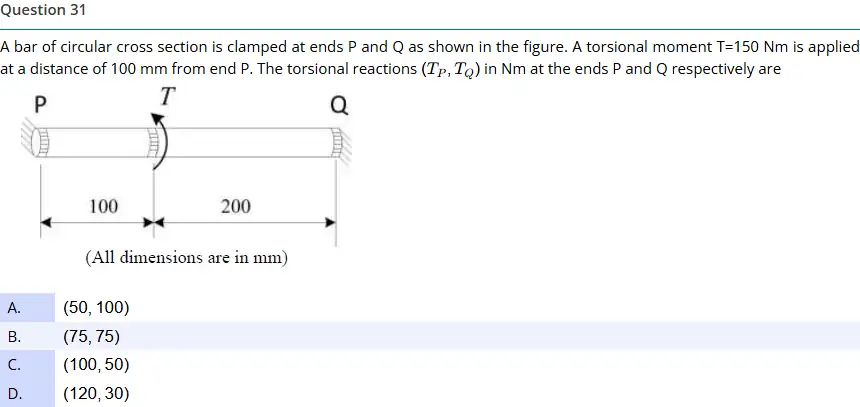 Question 31
A bar of circular cross section is clamped at ends P and Q as shown in the figure. A torsional moment T=150 Nm is applied
at a distance of 100 mm from end P. The torsional reactions (T_P, T_Q) in Nm at the ends P and Q respectively are
P
T
Q
100
200
(All dimensions are in mm)
A. (50, 100)
B. (75, 75)
C. (100, 50)
D. (120, 30)